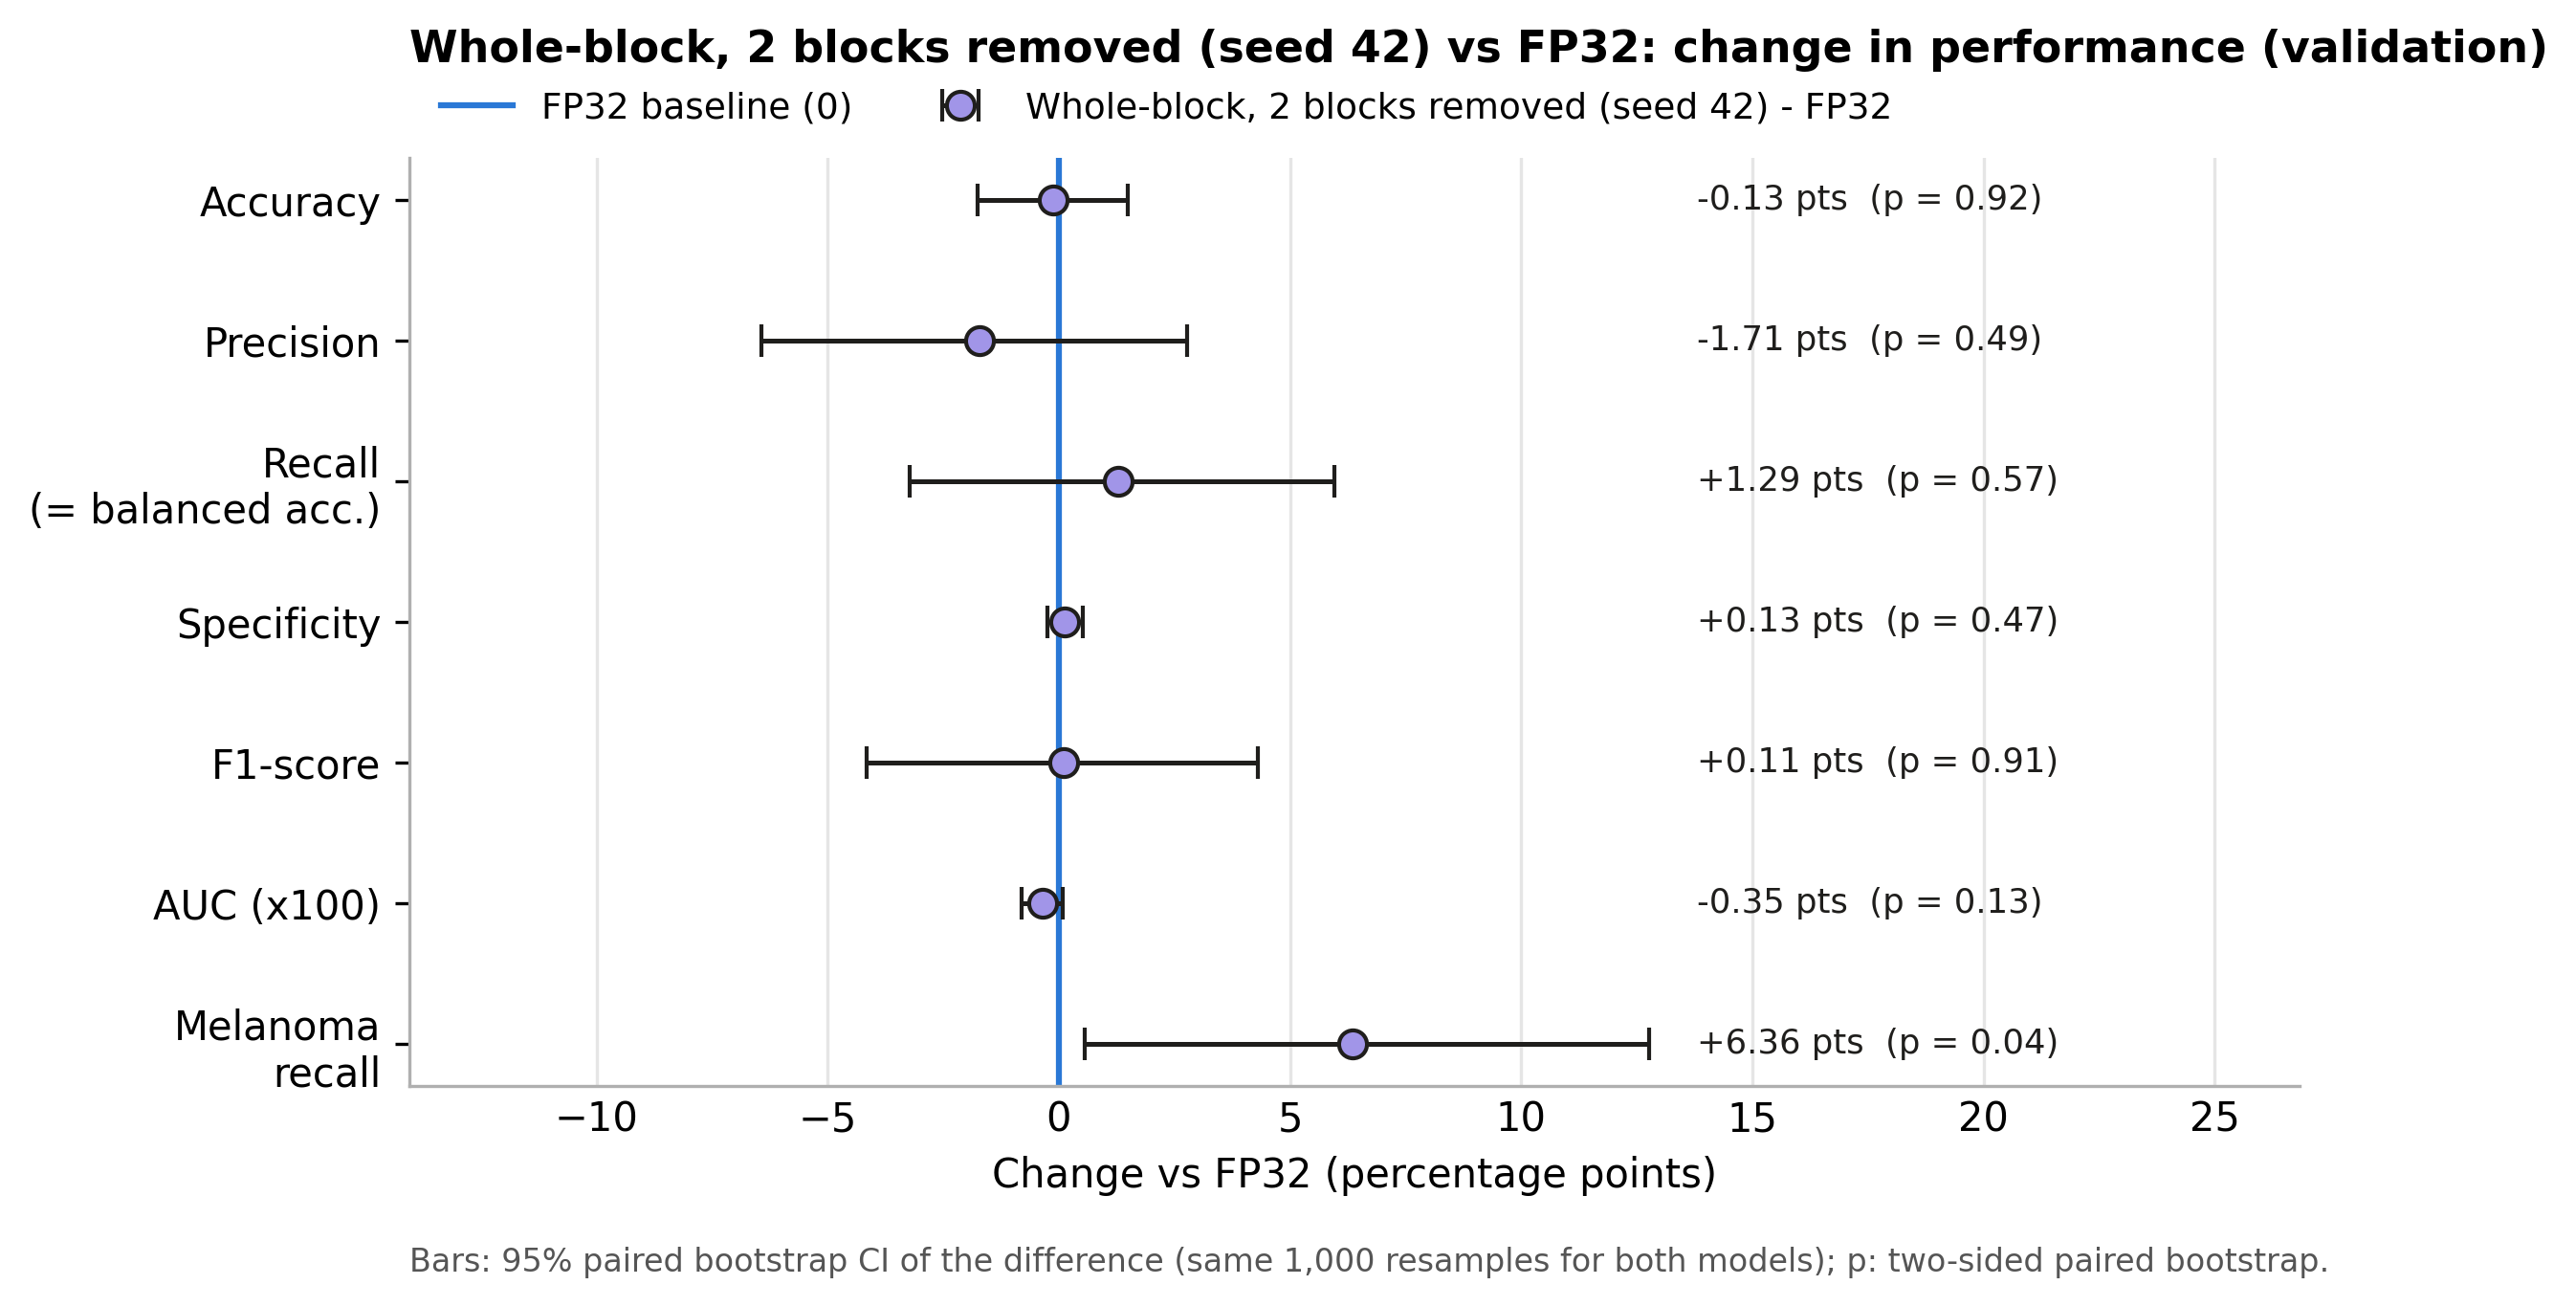 Whole-block, 2 blocks removed (seed 42) vs FP32: change in performance (validation)
FP32 baseline (0)
Whole-block, 2 blocks removed (seed 42) - FP32
Accuracy
-0.13 pts (p = 0.92)
Precision
-1.71 pts (p = 0.49)
Recall
(= balanced acc.)
+1.29 pts (p = 0.57)
Specificity
+0.13 pts (p = 0.47)
F1-score
+0.11 pts (p = 0.91)
AUC (x100)
-0.35 pts (p = 0.13)
Melanoma
recall
+6.36 pts (p = 0.04)
−10 −5 0 5 10 15 20 25
Change vs FP32 (percentage points)
Bars: 95% paired bootstrap CI of the difference (same 1,000 resamples for both models); p: two-sided paired bootstrap.